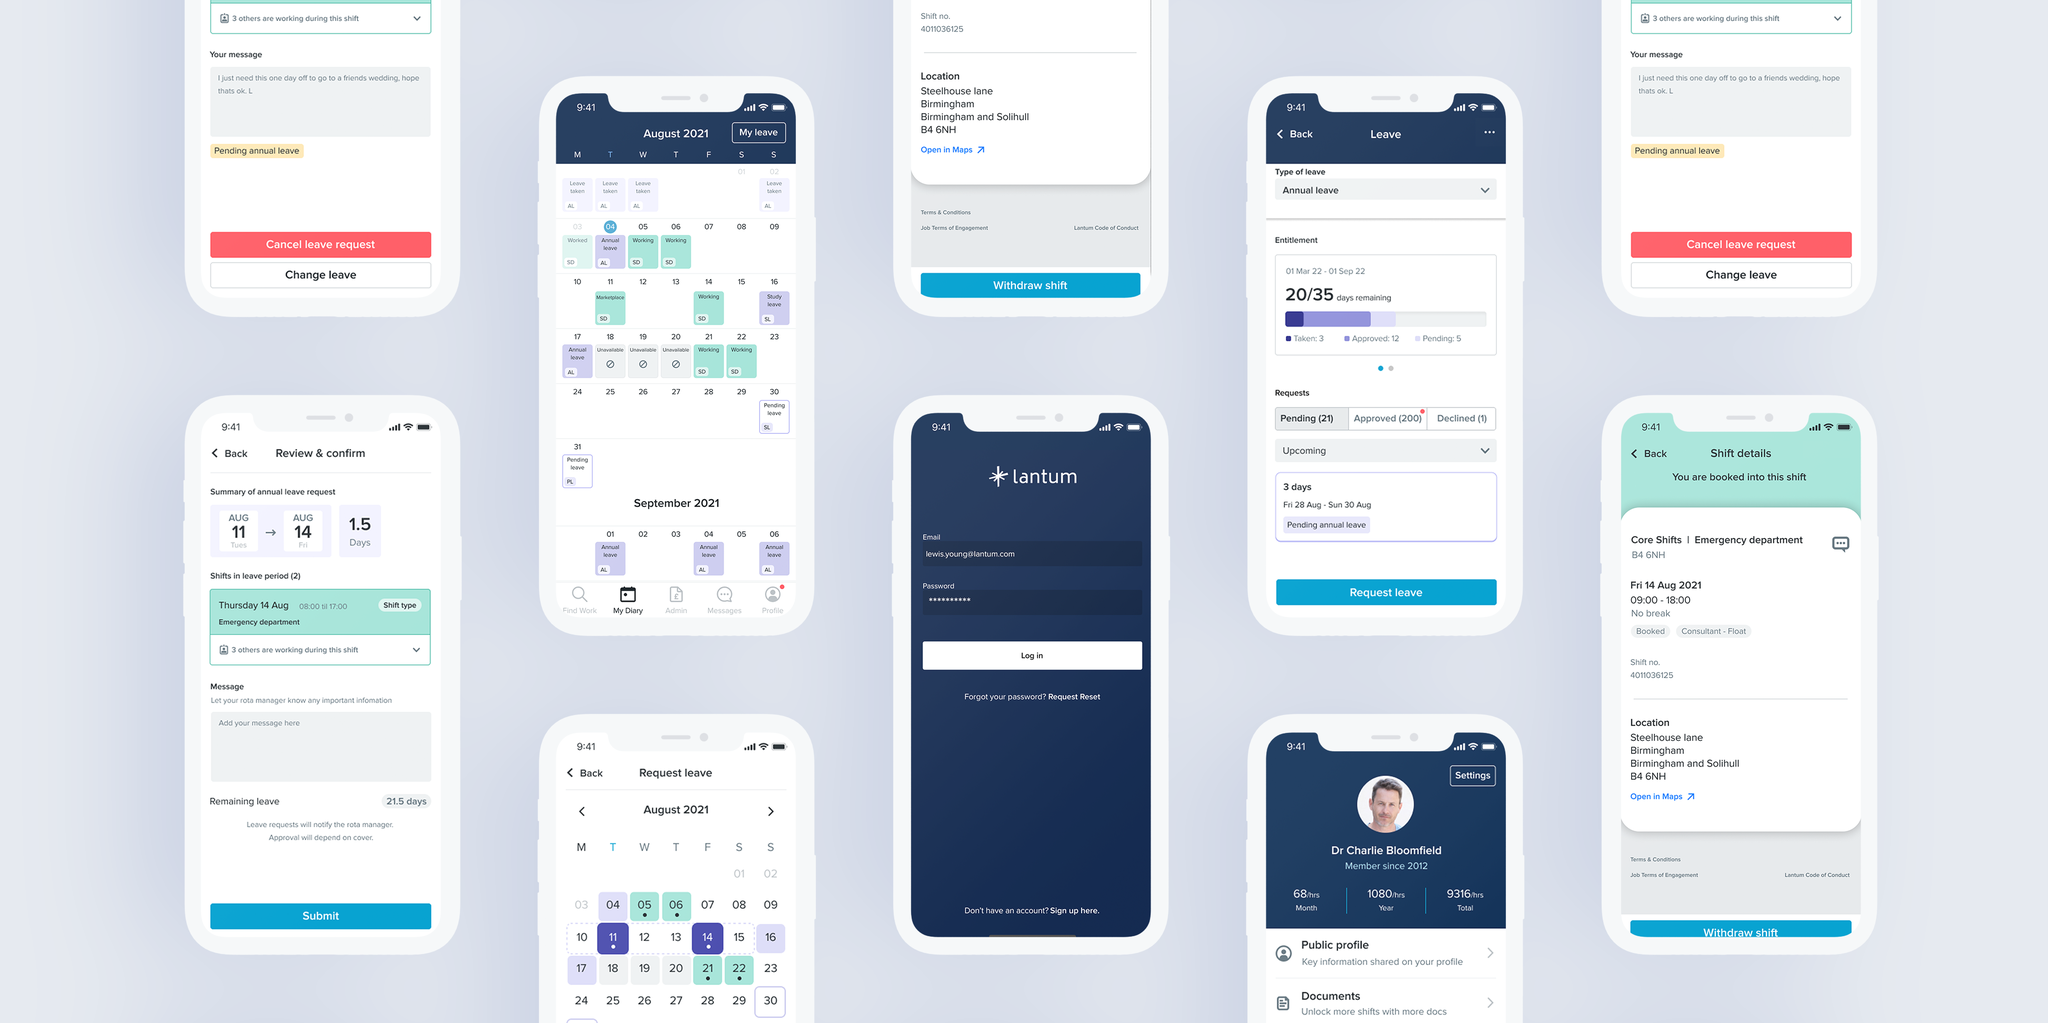 3 others are working during this shift
Your message
I just need this one day off to go to a friends wedding, hope
thats ok. L
Pending annual leave
Cancel leave request
Change leave
9:41
Back
Review & confirm
Summary of annual leave request
AUG
11
Tues
→
AUG
14
Fri
1.5
Days
Shifts in leave period (2)
Thursday 14 Aug
08:00 til 17:00
Shift type
Emergency department
3 others are working during this shift
Message
Let your rota manager know any important infomation
Add your message here
Remaining leave
21.5 days
Leave requests will notify the rota manager.
Approval will depend on cover.
Submit
9:41
August 2021
My leave
M T W T F S S
01 02
Leave taken AL
Leave taken AL
Leave taken AL
Leave taken AL
03 04 05 06 07 08 09
Worked SD
Annual leave AL
Working SD
Working SD
10 11 12 13 14 15 16
Marketplace SD
Working SD
Study leave SL
17 18 19 20 21 22 23
Annual leave AL
Unavailable
Unavailable
Unavailable
Working SD
Working SD
24 25 26 27 28 29 30
Pending leave SL
31
Pending leave PL
September 2021
01 02 03 04 05 06
Annual leave AL
Annual leave AL
Annual leave AL
Find Work
My Diary
Admin
Messages
Profile
9:41
Back
Request leave
August 2021
M T W T F S S
01 02
03 04 05 06 07 08 09
10 11 12 13 14 15 16
17 18 19 20 21 22 23
24 25 26 27 28 29 30
Shift no.
4011036125
Location
Steelhouse lane
Birmingham
Birmingham and Solihull
B4 6NH
Open in Maps
Terms & Conditions
Job Terms of Engagement
Lantum Code of Conduct
Withdraw shift
9:41
lantum
Email
lewis.young@lantum.com
Password
**********
Log in
Forgot your password? Request Reset
Don't have an account? Sign up here.
9:41
Back
Leave
Type of leave
Annual leave
Entitlement
01 Mar 22 - 01 Sep 22
20/35 days remaining
Taken: 3
Approved: 12
Pending: 5
Requests
Pending (21)
Approved (200)
Declined (1)
Upcoming
3 days
Fri 28 Aug - Sun 30 Aug
Pending annual leave
Request leave
9:41
Settings
Dr Charlie Bloomfield
Member since 2012
68/hrs
Month
1080/hrs
Year
9316/hrs
Total
Public profile
Key information shared on your profile
Documents
Unlock more shifts with more docs
3 others are working during this shift
Your message
I just need this one day off to go to a friends wedding, hope
thats ok. L
Pending annual leave
Cancel leave request
Change leave
9:41
Back
Shift details
You are booked into this shift
Core Shifts | Emergency department
B4 6NH
Fri 14 Aug 2021
09:00 - 18:00
No break
Booked
Consultant - Float
Shift no.
4011036125
Location
Steelhouse lane
Birmingham
Birmingham and Solihull
B4 6NH
Open in Maps
Terms & Conditions
Job Terms of Engagement
Lantum Code of Conduct
Withdraw shift